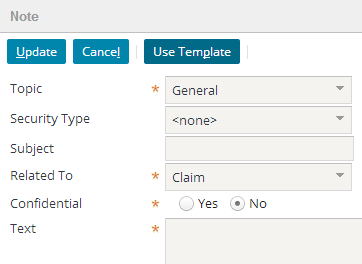 Note
Update Cancel Use Template
Topic * General
Security Type <none>
Subject
Related To * Claim
Confidential * Yes No
Text *